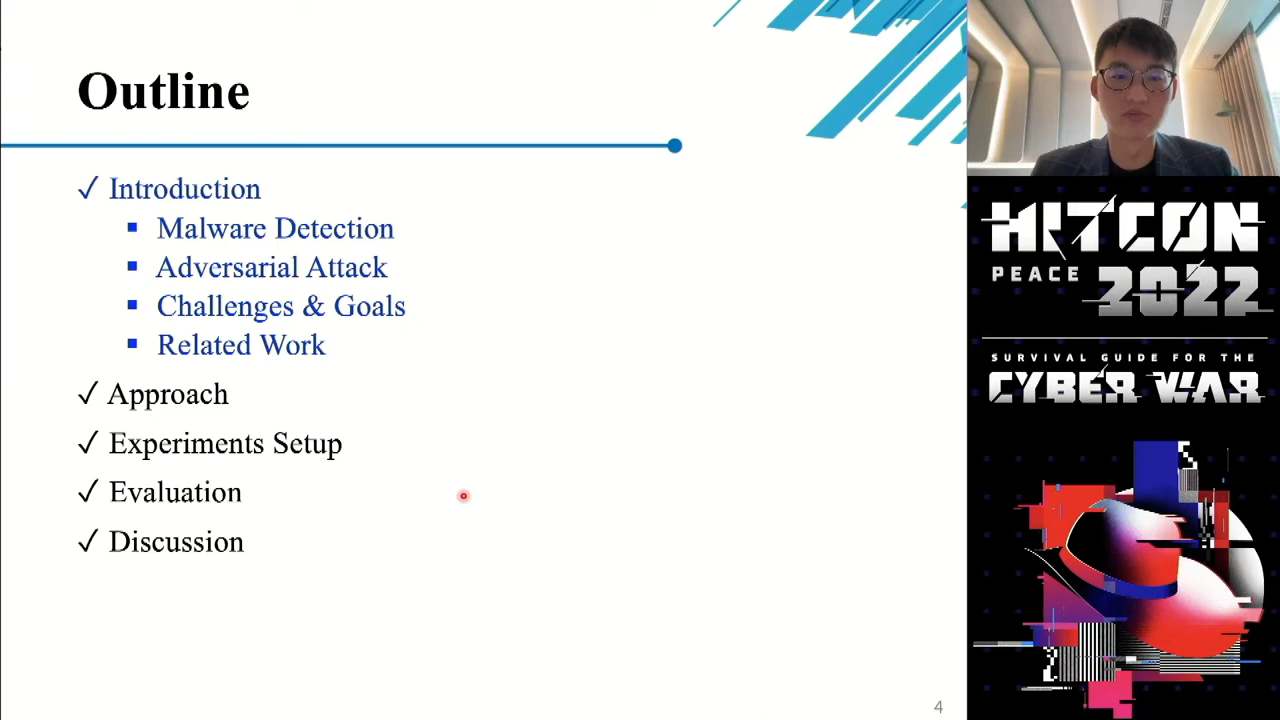 Outline
✓ Introduction
▪ Malware Detection
▪ Adversarial Attack
▪ Challenges & Goals
▪ Related Work
✓ Approach
✓ Experiments Setup
✓ Evaluation
✓ Discussion
4
HITCON
PEACE 2022
SURVIVAL GUIDE FOR THE
CYBER WAR